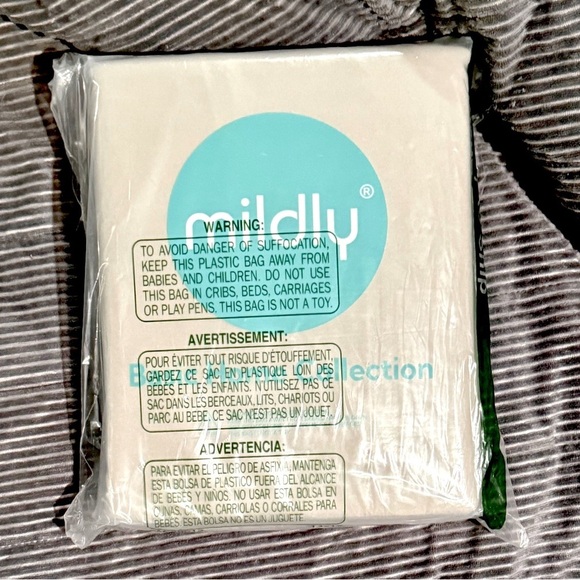 mildly®
WARNING:
TO AVOID DANGER OF SUFFOCATION,
KEEP THIS PLASTIC BAG AWAY FROM
BABIES AND CHILDREN. DO NOT USE
THIS BAG IN CRIBS, BEDS, CARRIAGES
OR PLAY PENS, THIS BAG IS NOT A TOY.
AVERTISSEMENT:
POUR ÉVITER TOUT RISQUE D'ÉTOUFFEMENT,
GARDEZ CE SAC EN PLASTIQUE LOIN DES
BÉBÉS ET LES ENFANTS. N'UTILISEZ PAS CE
SAC DANS LES BERCEAUX, LITS, CHARIOTS OU
PARC AU BEBE, CE SAC N'EST PAS UN JOUET.
Collection
ADVERTENCIA:
PARA EVITAR EL PELIGRO DE ASFIXIA, MANTENGA
ESTA BOLSA DE PLASTICO FUERA DEL ALCANCE
DE BEBES Y NIÑOS. NO USAR ESTA BOLSA EN
CUNAS, CAMAS, CARRIOLAS O CORRALES PARA
BEBES. ESTA BOLSA NO ES UN JUGUETE.